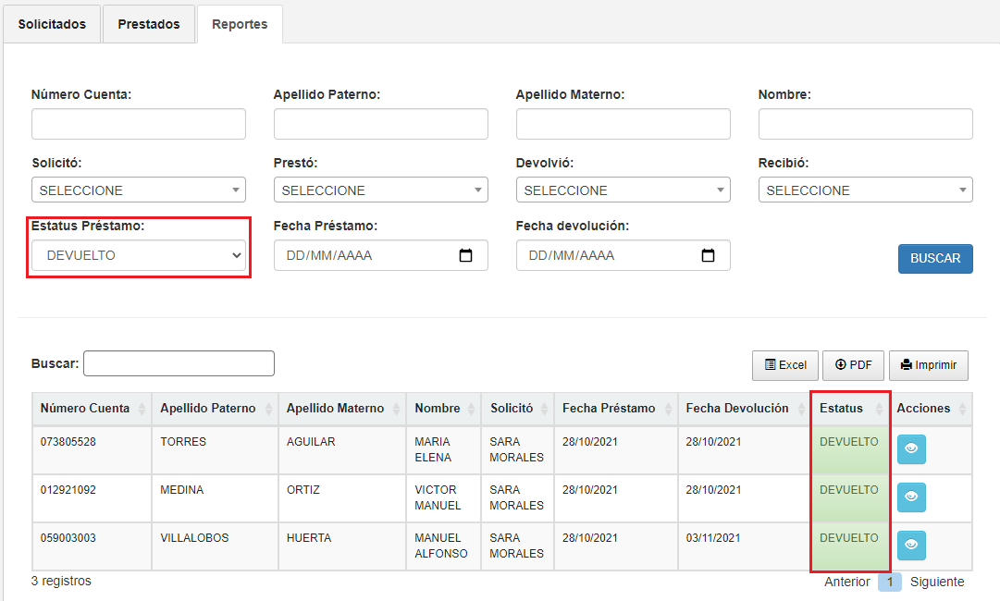 Solicitados Prestados Reportes
Número Cuenta: Apellido Paterno: Apellido Materno: Nombre:
Solicitó: Prestó: Devolvió: Recibió:
SELECCIONE SELECCIONE SELECCIONE SELECCIONE
Estatus Préstamo: Fecha Préstamo: Fecha devolución:
DEVUELTO DD/MM/AAAA DD/MM/AAAA BUSCAR
Buscar: Excel PDF Imprimir
Número Cuenta Apellido Paterno Apellido Materno Nombre Solicitó Fecha Préstamo Fecha Devolución Estatus Acciones
073805528 TORRES AGUILAR MARIA SARA 28/10/2021 28/10/2021 DEVUELTO
ELENA MORALES
012921092 MEDINA ORTIZ VICTOR SARA 28/10/2021 28/10/2021 DEVUELTO
MANUEL MORALES
059003003 VILLALOBOS HUERTA MANUEL SARA 28/10/2021 03/11/2021 DEVUELTO
ALFONSO MORALES
3 registros Anterior 1 Siguiente